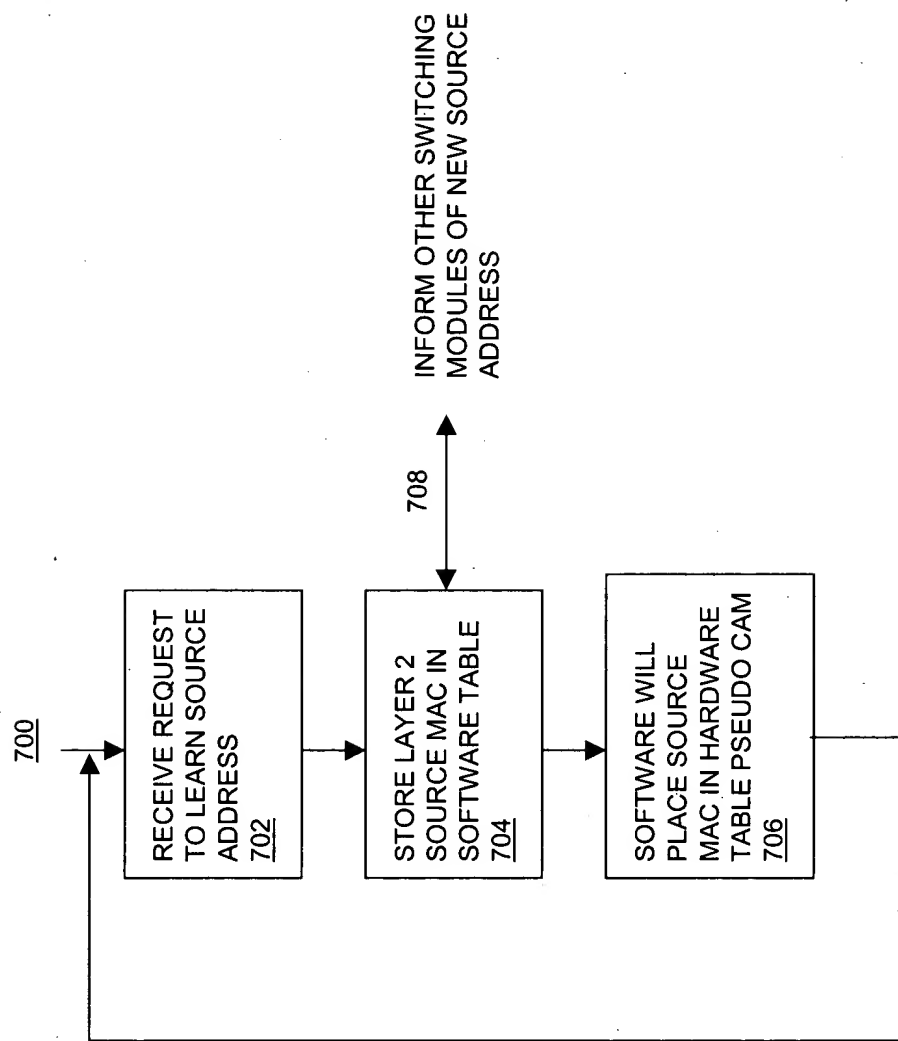 700
RECEIVE REQUEST
TO LEARN SOURCE
ADDRESS
702
STORE LAYER 2
SOURCE MAC IN
SOFTWARE TABLE
704
708
INFORM OTHER SWITCHING
MODULES OF NEW SOURCE
ADDRESS
SOFTWARE WILL
PLACE SOURCE
MAC IN HARDWARE
TABLE PSEUDO CAM
706